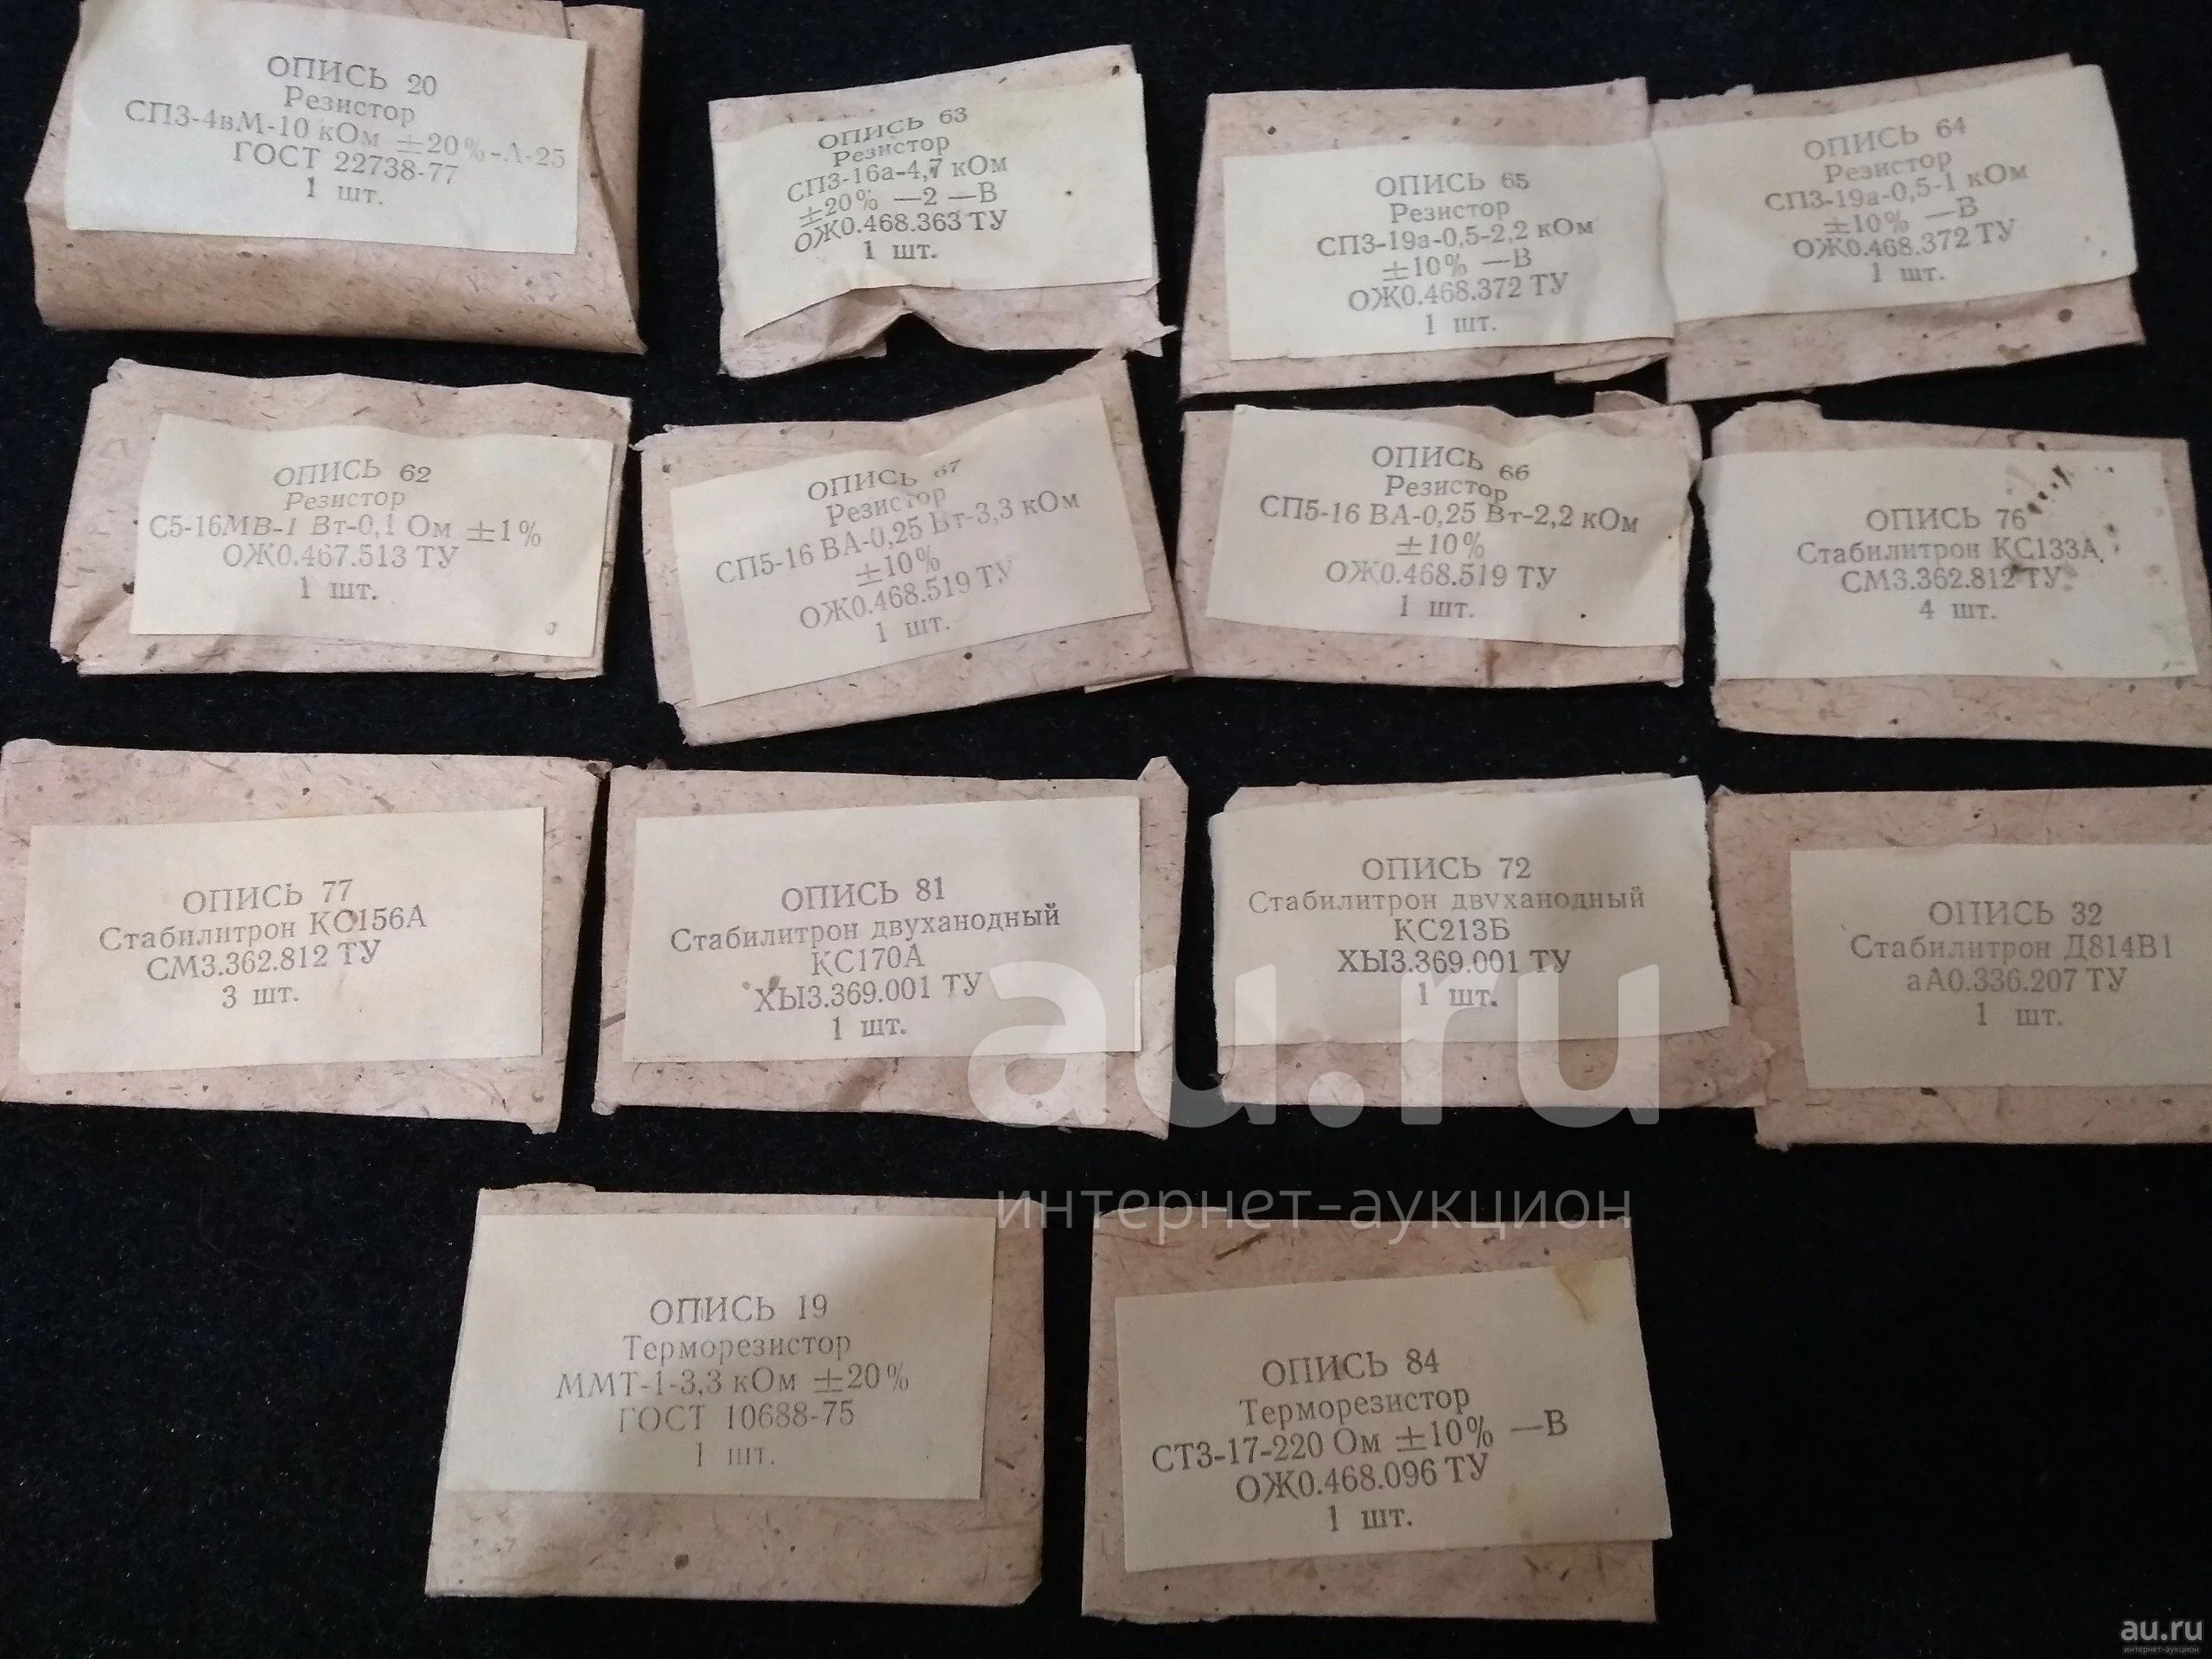 ОПИСЬ 20
Резистор
СП3-4вМ-10 кОм ±20%-А-25
ГОСТ 22738-77
1 шт.
ОПИСЬ 63
Резистор
СП3-16а-4,7 кОм
±20% —2 —В
ОЖ0.468.363 ТУ
1 шт.
ОПИСЬ 65
Резистор
СП3-19а-0,5-2,2 кОм
±10% —В
ОЖ0.468.372 ТУ
1 шт.
ОПИСЬ 64
Резистор
СП3-19а-0,5-1 кОм
±10% —В
ОЖ0.468.372 ТУ
1 шт.
ОПИСЬ 62
Резистор
С5-16МВ-1 Вт-0,1 Ом ±1%
ОЖ0.467.513 ТУ
1 шт.
ОПИСЬ 67
Резистор
СП5-16 ВА-0,25 Вт-3,3 кОм
±10%
ОЖ0.468.519 ТУ
1 шт.
ОПИСЬ 66
Резистор
СП5-16 ВА-0,25 Вт-2,2 кОм
±10%
ОЖ0.468.519 ТУ
1 шт.
ОПИСЬ 76
Стабилитрон КС133А
СМ3.362.812 ТУ
4 шт.
ОПИСЬ 77
Стабилитрон КС156А
СМ3.362.812 ТУ
3 шт.
ОПИСЬ 81
Стабилитрон двуханодный
КС170А
ХЫ3.369.001 ТУ
1 шт.
ОПИСЬ 72
Стабилитрон двуханодный
КС213Б
ХЫ3.369.001 ТУ
1 шт.
ОПИСЬ 32
Стабилитрон Д814В1
аА0.336.207 ТУ
1 шт.
au.ru
интернет-аукцион
ОПИСЬ 19
Терморезистор
ММТ-1-3,3 кОм ±20%
ГОСТ 10688-75
1 шт.
ОПИСЬ 84
Терморезистор
СТ3-17-220 Ом ±10% —В
ОЖ0.468.096 ТУ
1 шт.
au.ru
интернет-аукцион